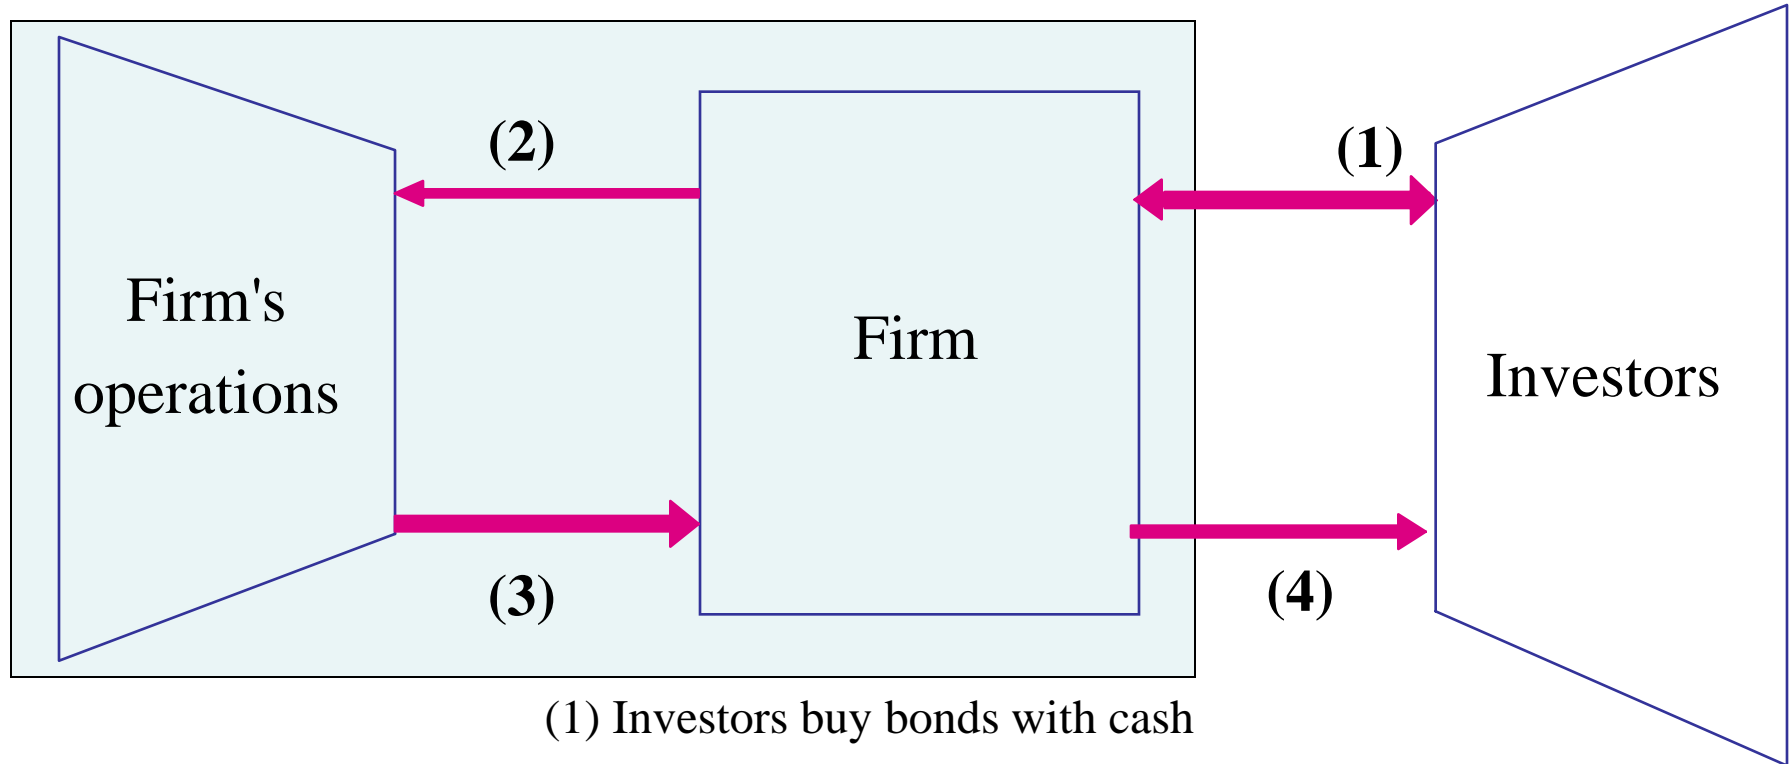 (2)
(1)
Firm's
operations
Firm
Investors
(3)
(4)
(1) Investors buy bonds with cash